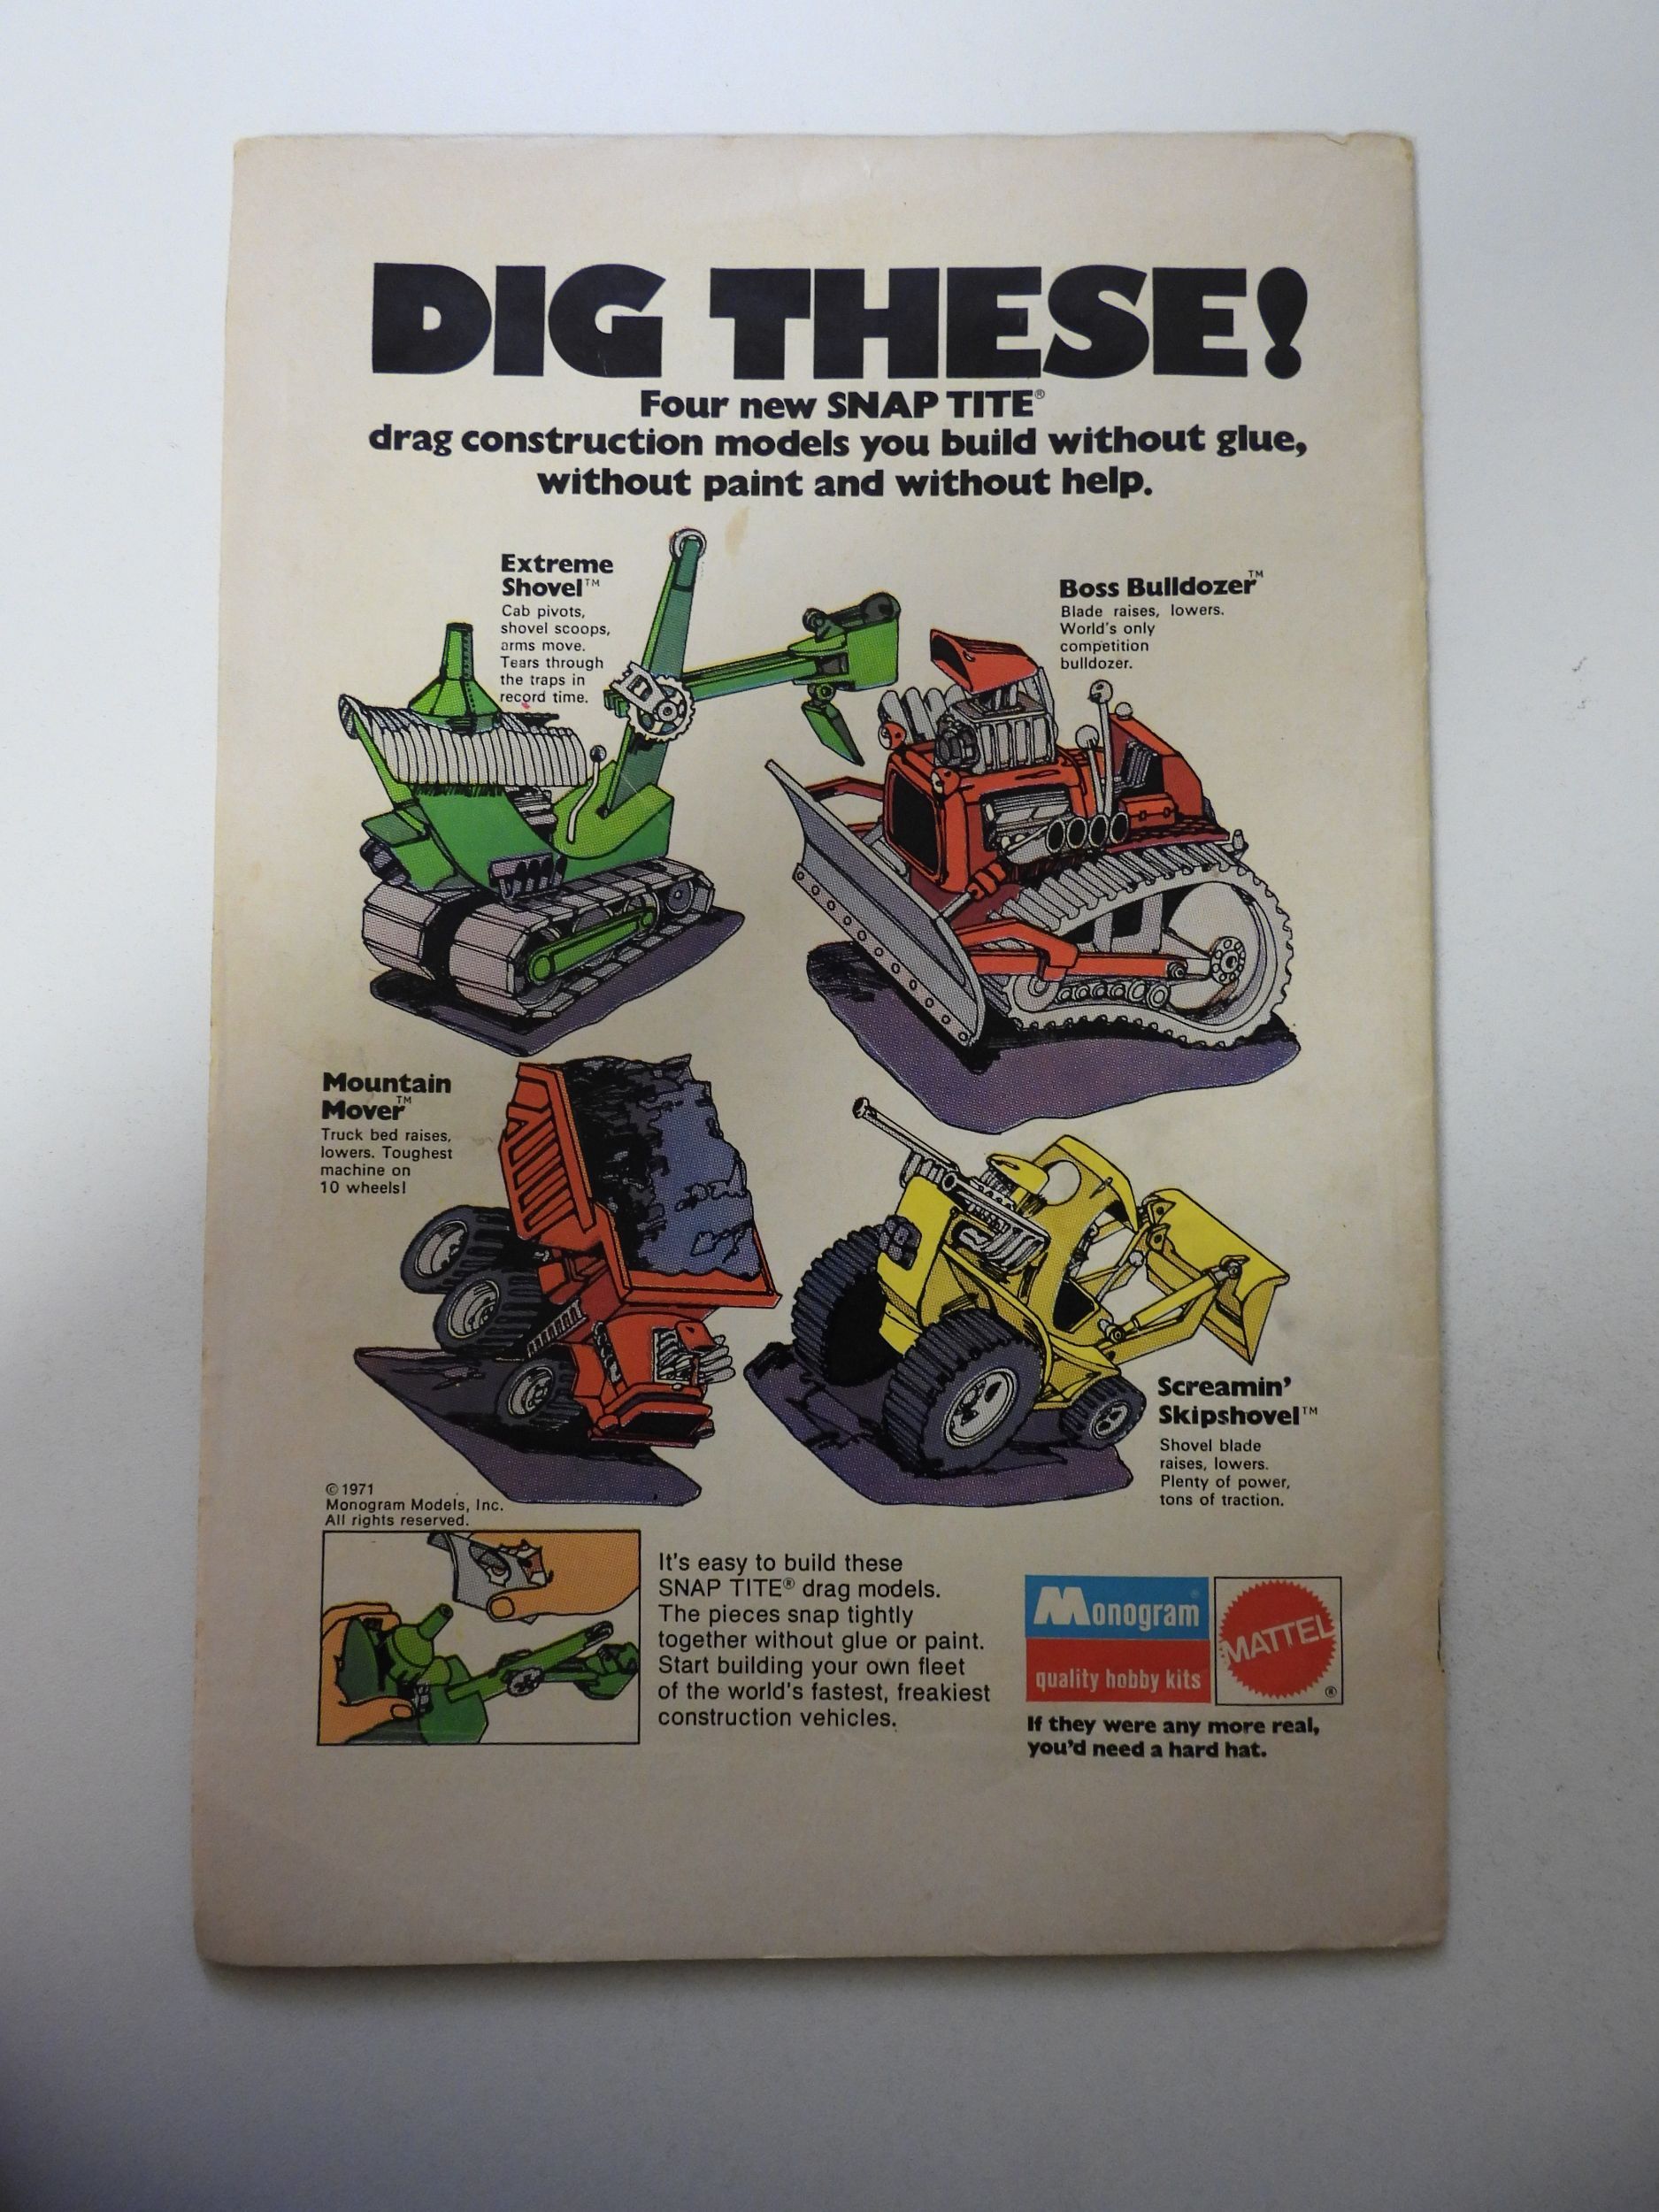 DIG THESE!
Four new SNAP TITE®
drag construction models you build without glue,
without paint and without help.
Extreme
Shovel™
Cab pivots,
shovel scoops,
arms move.
Tears through
the traps in
record time.
Boss Bulldozer™
Blade raises, lowers.
World's only
competition
bulldozer.
Mountain
Mover™
Truck bed raises,
lowers. Toughest
machine on
10 wheels!
Screamin'
Skipshovel™
Shovel blade
raises, lowers.
Plenty of power,
tons of traction.
© 1971
Monogram Models, Inc.
All rights reserved.
It's easy to build these
SNAP TITE® drag models.
The pieces snap tightly
together without glue or paint.
Start building your own fleet
of the world's fastest, freakiest
construction vehicles.
Monogram®
quality hobby kits
MATTEL
®
If they were any more real,
you'd need a hard hat.